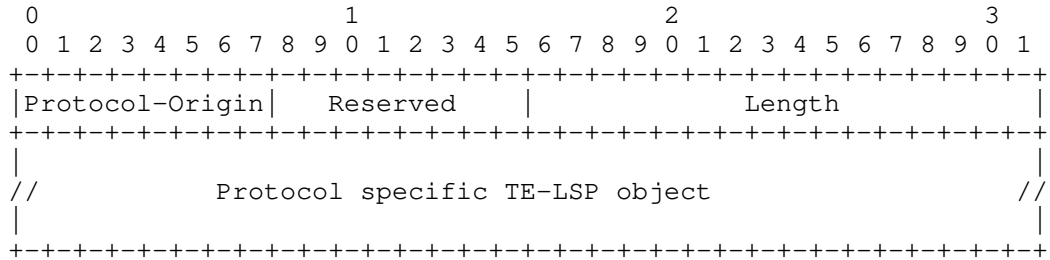 0                   1                   2                   3
 0 1 2 3 4 5 6 7 8 9 0 1 2 3 4 5 6 7 8 9 0 1 2 3 4 5 6 7 8 9 0 1
+-+-+-+-+-+-+-+-+-+-+-+-+-+-+-+-+-+-+-+-+-+-+-+-+-+-+-+-+-+-+-+-+
|Protocol-Origin|   Reserved    |             Length            |
+-+-+-+-+-+-+-+-+-+-+-+-+-+-+-+-+-+-+-+-+-+-+-+-+-+-+-+-+-+-+-+-+
|                                                               |
//           Protocol specific TE-LSP object                   //
|                                                               |
+-+-+-+-+-+-+-+-+-+-+-+-+-+-+-+-+-+-+-+-+-+-+-+-+-+-+-+-+-+-+-+-+